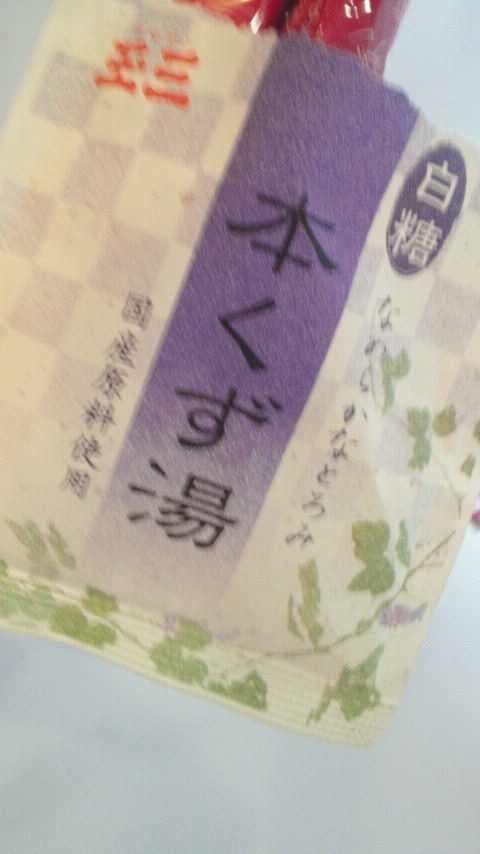 白糖
なめらかなとろみ
本くず湯
国産原料使用